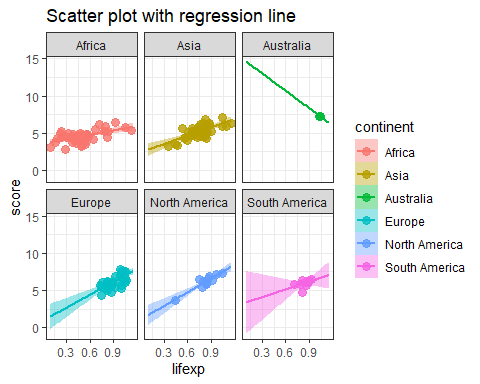 Scatter plot with regression line
Africa
Asia
Australia
15
10
5
0
Europe
North America
South America
15
10
5
0
0.3 0.6 0.9
0.3 0.6 0.9
0.3 0.6 0.9
lifexp
score
continent
Africa
Asia
Australia
Europe
North America
South America